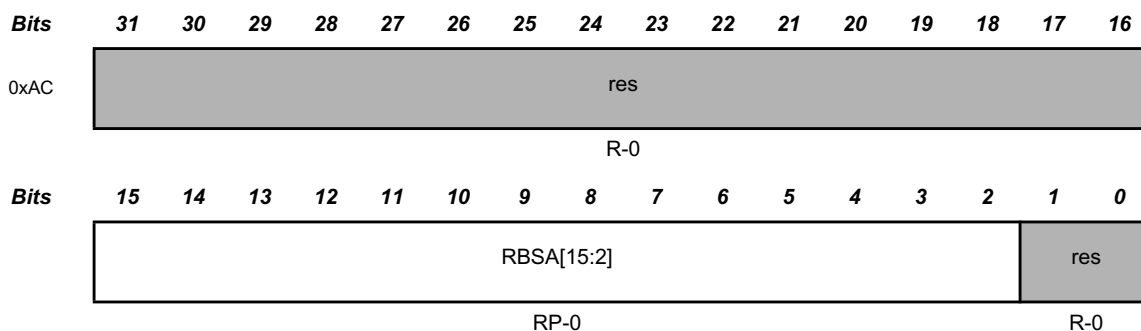 Bits 31 30 29 28 27 26 25 24 23 22 21 20 19 18 17 16
0xAC res
R-0
Bits 15 14 13 12 11 10 9 8 7 6 5 4 3 2 1 0
RBSA[15:2] res
RP-0 R-0